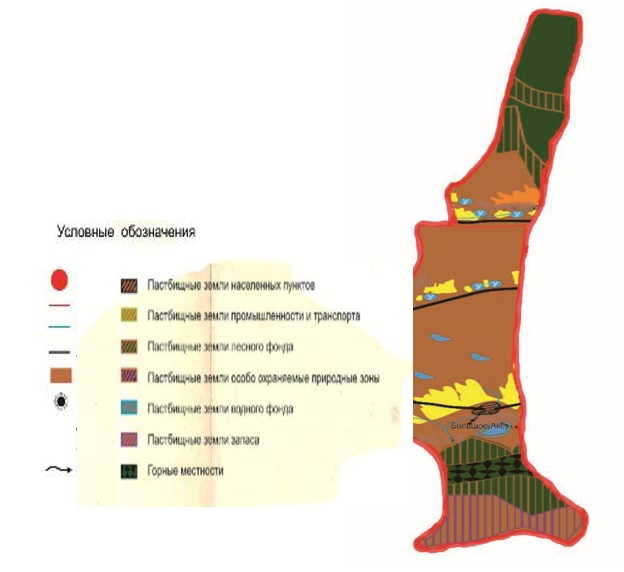 Условные обозначения
Пастбищные земли населенных пунктов
Пастбищные земли промышленности и транспорта
Пастбищные земли лесного фонда
Пастбищные земли особо охраняемые природные зоны
Пастбищные земли водного фонда
Пастбищные земли запаса
Горные местности